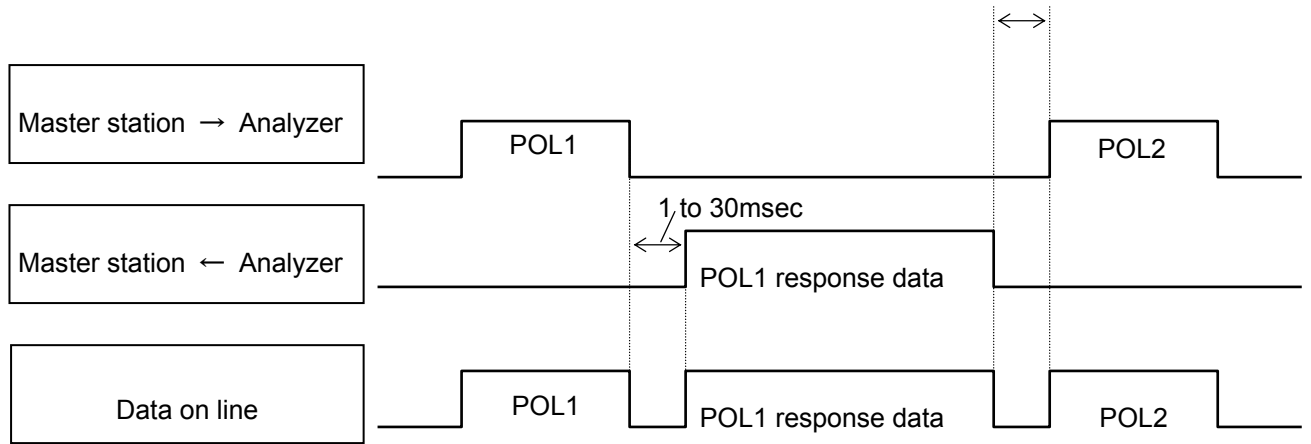 Master station → Analyzer
POL1
POL2
1 to 30msec
Master station ← Analyzer
POL1 response data
Data on line
POL1
POL1 response data
POL2